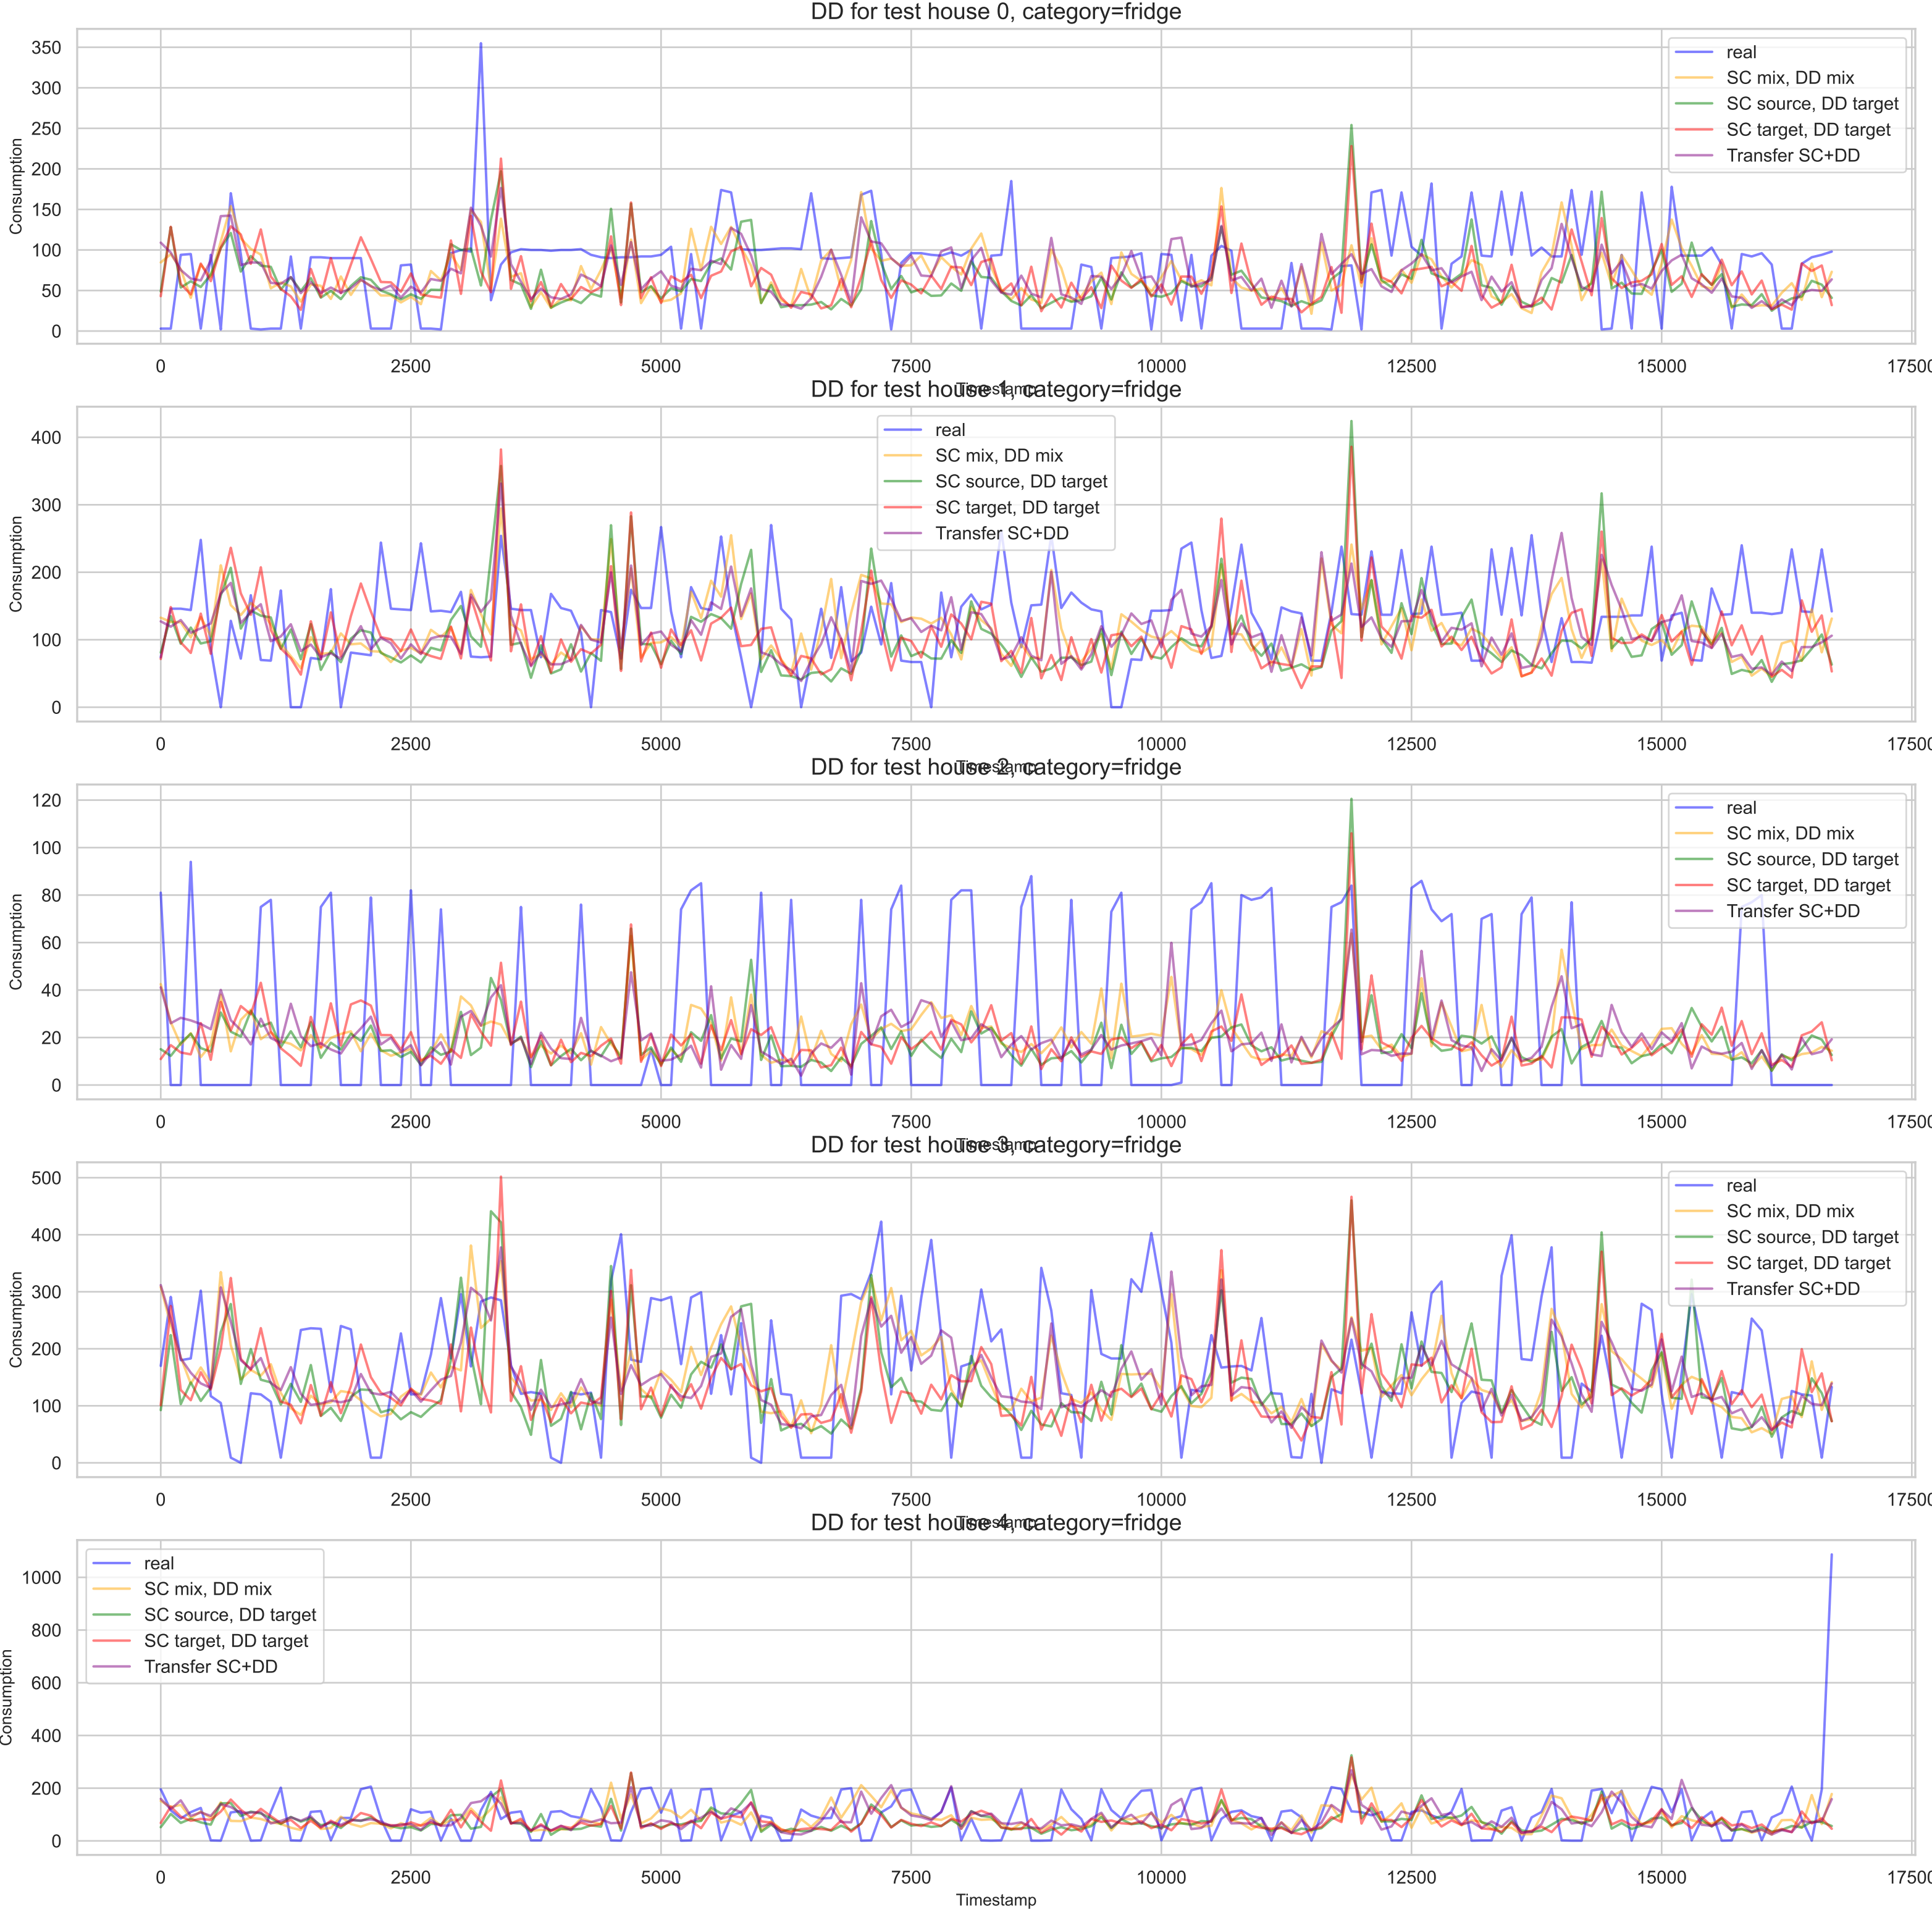 DD for test house 0, category=fridge
Consumption
350
300
250
200
150
100
50
0
real
SC mix, DD mix
SC source, DD target
SC target, DD target
Transfer SC+DD
0 2500 5000 7500 10000 12500 15000 17500
Timestamp
DD for test house 1, category=fridge
Consumption
400
300
200
100
0
real
SC mix, DD mix
SC source, DD target
SC target, DD target
Transfer SC+DD
0 2500 5000 7500 10000 12500 15000 17500
Timestamp
DD for test house 2, category=fridge
Consumption
120
100
80
60
40
20
0
real
SC mix, DD mix
SC source, DD target
SC target, DD target
Transfer SC+DD
0 2500 5000 7500 10000 12500 15000 17500
Timestamp
DD for test house 3, category=fridge
Consumption
500
400
300
200
100
0
real
SC mix, DD mix
SC source, DD target
SC target, DD target
Transfer SC+DD
0 2500 5000 7500 10000 12500 15000 17500
Timestamp
DD for test house 4, category=fridge
Consumption
1000
800
600
400
200
0
real
SC mix, DD mix
SC source, DD target
SC target, DD target
Transfer SC+DD
0 2500 5000 7500 10000 12500 15000 17500
Timestamp